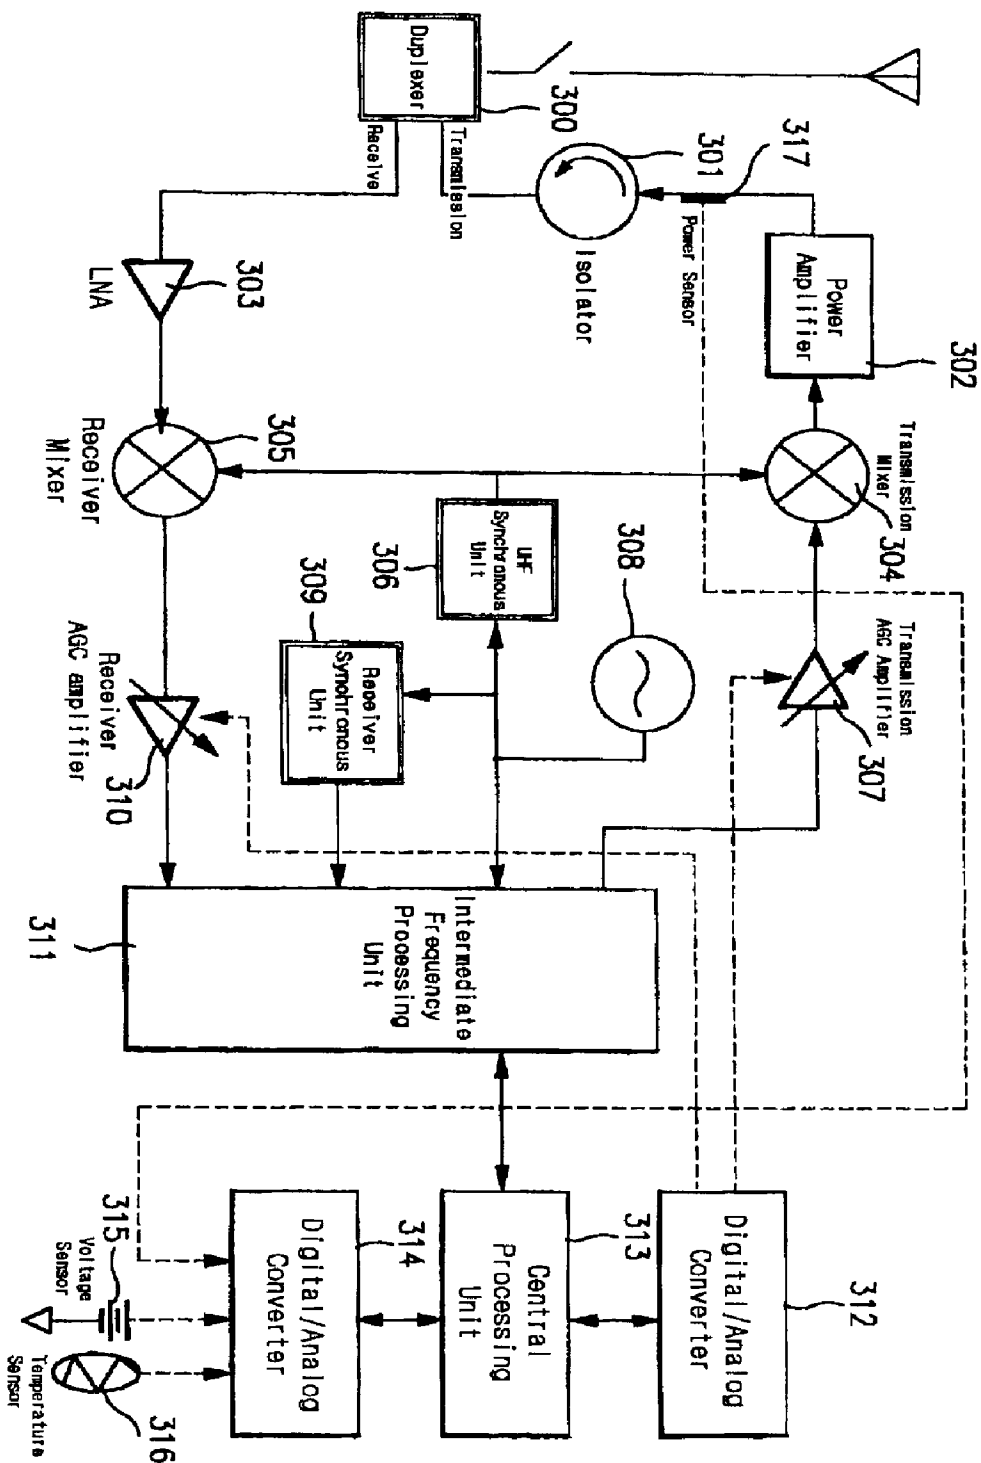 Duplexer
300
Receive
Transmission
301
317
Isolator
Power Sensor
Power
Amplifier
302
303
LNA
Transmission
Mixer
304
305
Receiver
Mixer
UHF
Synchronous
Unit
306
308
309
Receiver
Synchronous
Unit
Transmission
AGC Amplifier
307
Receiver
AGC amplifier
310
Intermediate
Frequency
Processing
Unit
311
Digital/Analog
Converter
312
Central
Processing
Unit
313
Digital/Analog
Converter
314
315
Voltage
Sensor
316
Temperature
Sensor